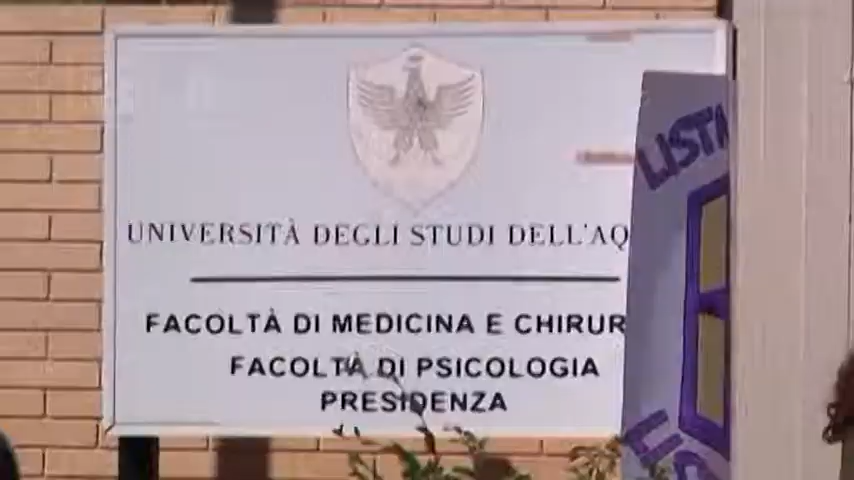 UNIVERSITÀ DEGLI STUDI DELL'AQ
FACOLTÀ DI MEDICINA E CHIRUR
FACOLTÀ DI PSICOLOGIA
PRESIDENZA
LISTA